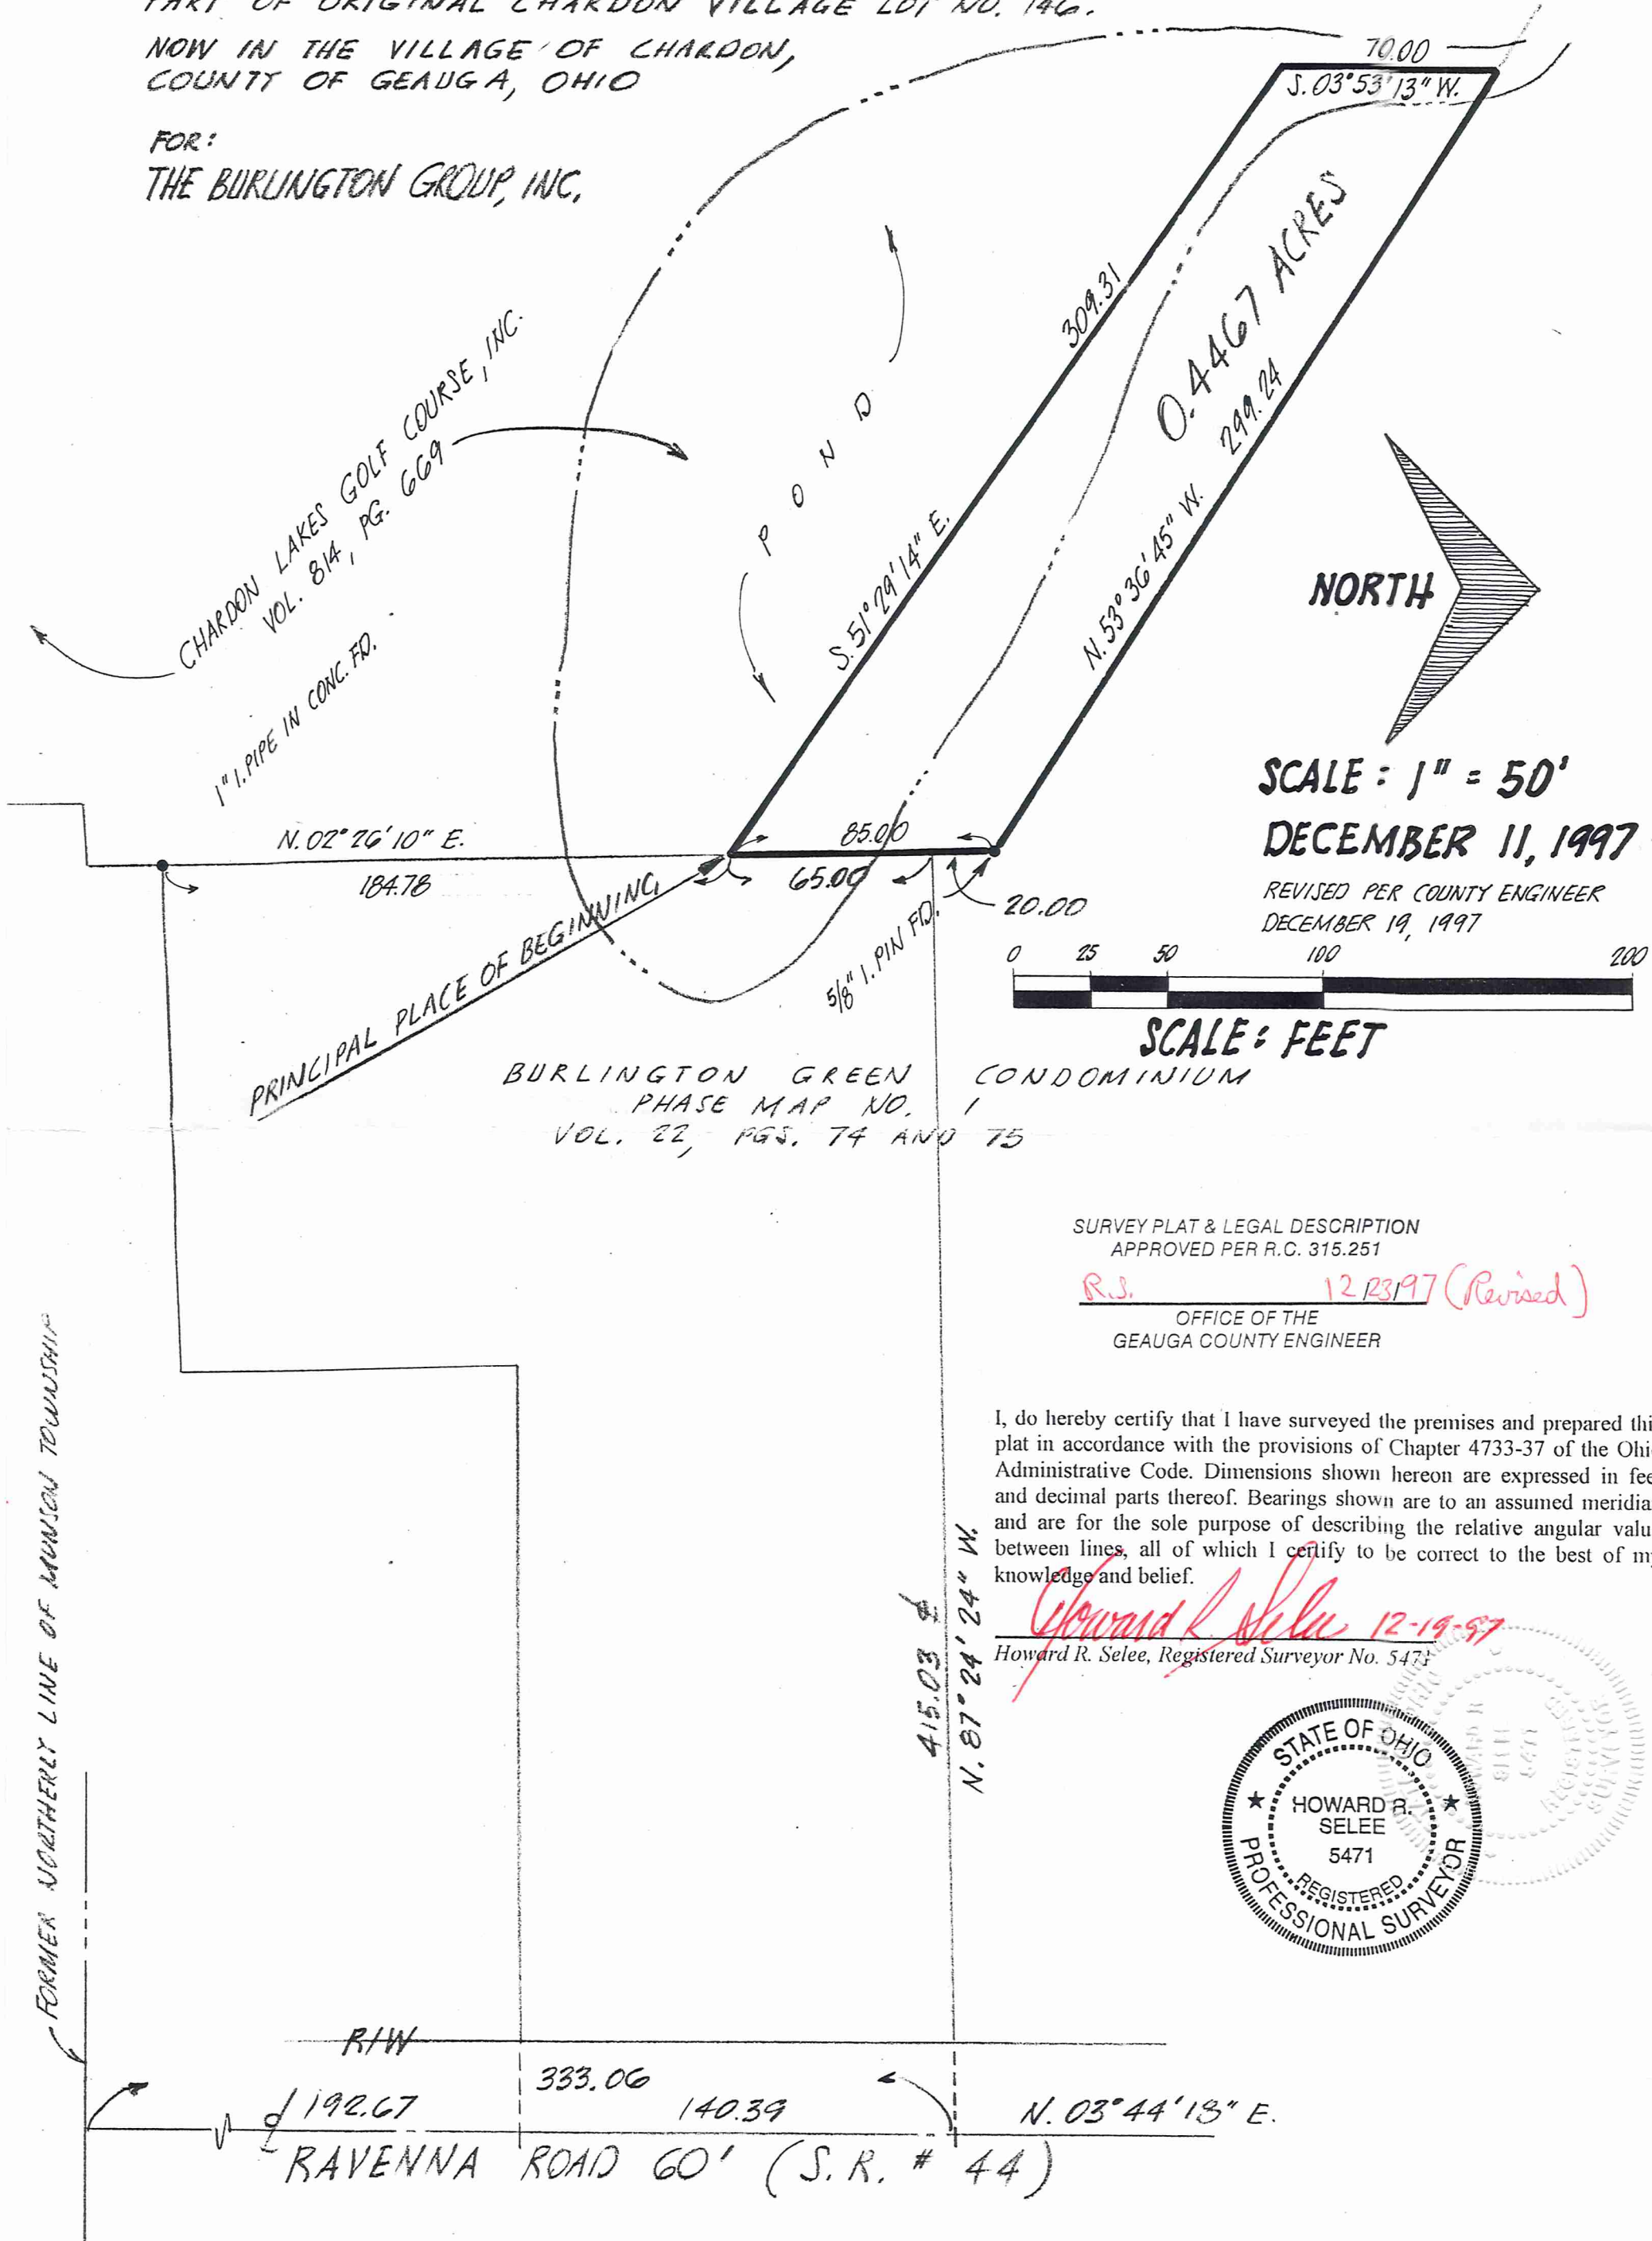 PART OF ORIGINAL CHARDON VILLAGE LOT NO. 146.
NOW IN THE VILLAGE OF CHARDON,
COUNTY OF GEAUGA, OHIO
FOR:
THE BURLINGTON GROUP, INC.
70.00
S. 03° 53' 13" W.
309.31
0.4467 ACRES
299.24
CHARDON LAKES GOLF COURSE, INC.
VOL. 814, PG. 669
POND
S. 51° 29' 14" E.
N. 53° 36' 45" W.
NORTH
1" I. PIPE IN CONC. FD.
SCALE: 1" = 50'
DECEMBER 11, 1997
REVISED PER COUNTY ENGINEER
DECEMBER 19, 1997
N. 02° 26' 10" E.
184.78
85.00
65.00
20.00
5/8" I. PIN FD.
PRINCIPAL PLACE OF BEGINNING
0 25 50 100 200
SCALE: FEET
BURLINGTON GREEN CONDOMINIUM
PHASE MAP NO. 1
VOL. 22, PGS. 74 AND 75
SURVEY PLAT & LEGAL DESCRIPTION
APPROVED PER R.C. 315.251
R.S. 12/23/97 (Revised)
OFFICE OF THE
GEAUGA COUNTY ENGINEER
FORMER NORTHERLY LINE OF MUNSON TOWNSHIP
I, do hereby certify that I have surveyed the premises and prepared thi
plat in accordance with the provisions of Chapter 4733-37 of the Ohi
Administrative Code. Dimensions shown hereon are expressed in fee
and decimal parts thereof. Bearings shown are to an assumed meridia
and are for the sole purpose of describing the relative angular valu
between lines, all of which I certify to be correct to the best of m
knowledge and belief.
Howard R. Selee 12-19-97
Howard R. Selee, Registered Surveyor No. 5471
415.03
N. 87° 24' 24" W.
STATE OF OHIO
HOWARD R.
SELEE
5471
REGISTERED
PROFESSIONAL SURVEYOR
R/W
333.06
192.67
140.39
N. 03° 44' 18" E.
RAVENNA ROAD 60' (S.R. # 44)